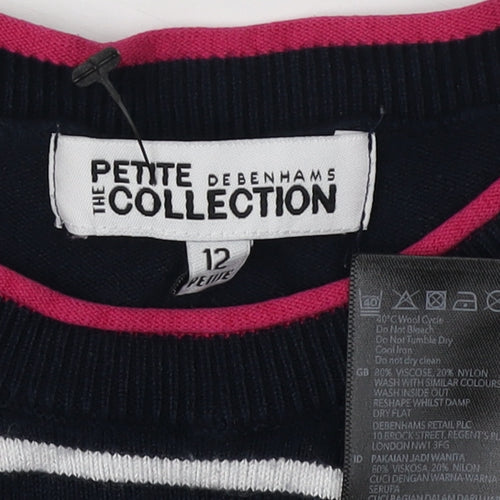 PETITE DEBENHAMS
THE COLLECTION
12
PETITE
40
40°C Wool Cycle
Do Not Bleach
Do Not Tumble Dry
Cool Iron
Do not dry clean
GB 80% VISCOSE, 20% NYLON
WASH WITH SIMILAR COLOURS
WASH INSIDE OUT
RESHAPE WHILST DAMP
DRY FLAT
DEBENHAMS RETAIL PLC
10 BROCK STREET, REGENT'S
LONDON NW1 3FG
ID PAKAIAN JADI WANITA
80% VISKOSA, 20% NILON
CUCI DENGAN WARNA
SERUPA